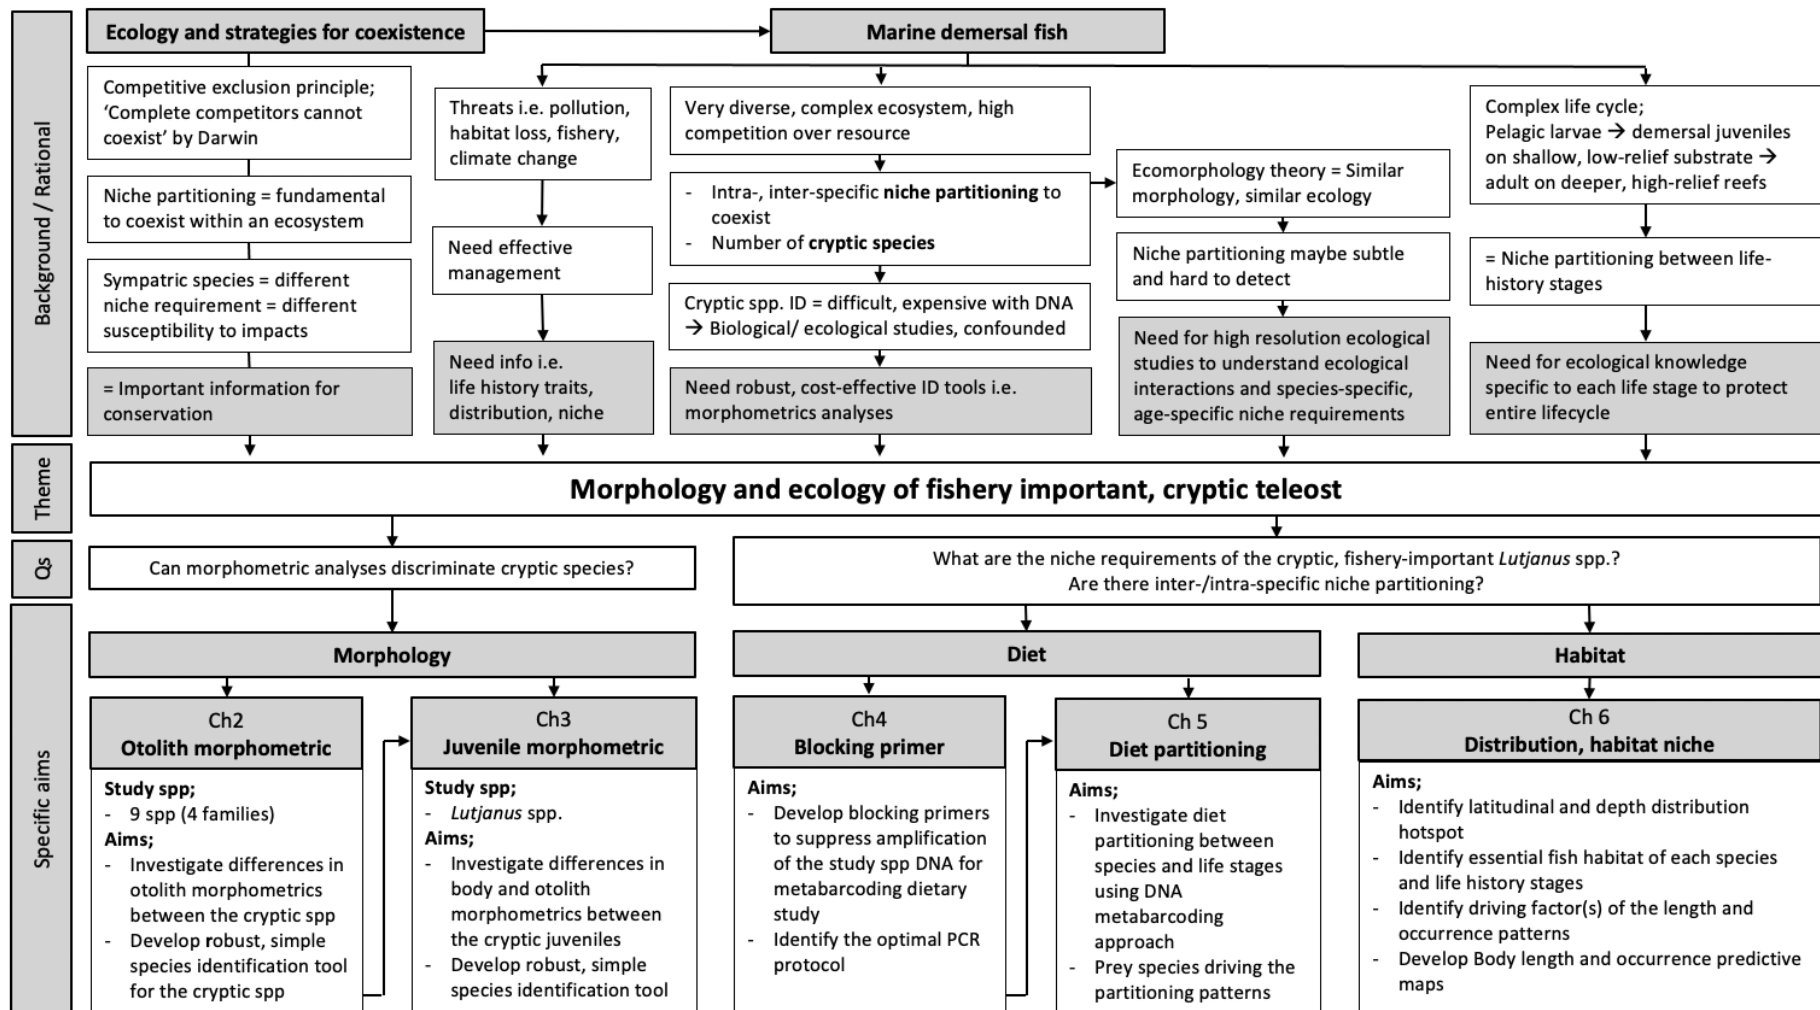 Background / Rational
Ecology and strategies for coexistence
Competitive exclusion principle;
‘Complete competitors cannot
coexist’ by Darwin
Niche partitioning = fundamental
to coexist within an ecosystem
Sympatric species = different
niche requirement = different
susceptibility to impacts
= Important information for
conservation
Marine demersal fish
Threats i.e. pollution,
habitat loss, fishery,
climate change
Need effective
management
Need info i.e.
life history traits,
distribution, niche
Very diverse, complex ecosystem, high
competition over resource
- Intra-, inter-specific niche partitioning to
coexist
- Number of cryptic species
Cryptic spp. ID = difficult, expensive with DNA
→ Biological/ ecological studies, confounded
Need robust, cost-effective ID tools i.e.
morphometrics analyses
Ecomorphology theory = Similar
morphology, similar ecology
Niche partitioning maybe subtle
and hard to detect
Need for high resolution ecological
studies to understand ecological
interactions and species-specific,
age-specific niche requirements
Complex life cycle;
Pelagic larvae → demersal juveniles
on shallow, low-relief substrate →
adult on deeper, high-relief reefs
= Niche partitioning between life-
history stages
Need for ecological knowledge
specific to each life stage to protect
entire lifecycle
Theme
Morphology and ecology of fishery important, cryptic teleost
Qs
Can morphometric analyses discriminate cryptic species?
What are the niche requirements of the cryptic, fishery-important Lutjanus spp.?
Are there inter-/intra-specific niche partitioning?
Specific aims
Morphology
Ch2
Otolith morphometric
Study spp;
- 9 spp (4 families)
Aims;
- Investigate differences in
otolith morphometrics
between the cryptic spp
- Develop robust, simple
species identification tool
for the cryptic spp
Ch3
Juvenile morphometric
Study spp;
- Lutjanus spp.
Aims;
- Investigate differences in
body and otolith
morphometrics between
the cryptic juveniles
- Develop robust, simple
species identification tool
Diet
Ch4
Blocking primer
Aims;
- Develop blocking primers
to suppress amplification
of the study spp DNA for
metabarcoding dietary
study
- Identify the optimal PCR
protocol
Ch 5
Diet partitioning
Aims;
- Investigate diet
partitioning between
species and life stages
using DNA
metabarcoding
approach
- Prey species driving the
partitioning patterns
Habitat
Ch 6
Distribution, habitat niche
Aims;
- Identify latitudinal and depth distribution
hotspot
- Identify essential fish habitat of each species
and life history stages
- Identify driving factor(s) of the length and
occurrence patterns
- Develop Body length and occurrence predictive
maps